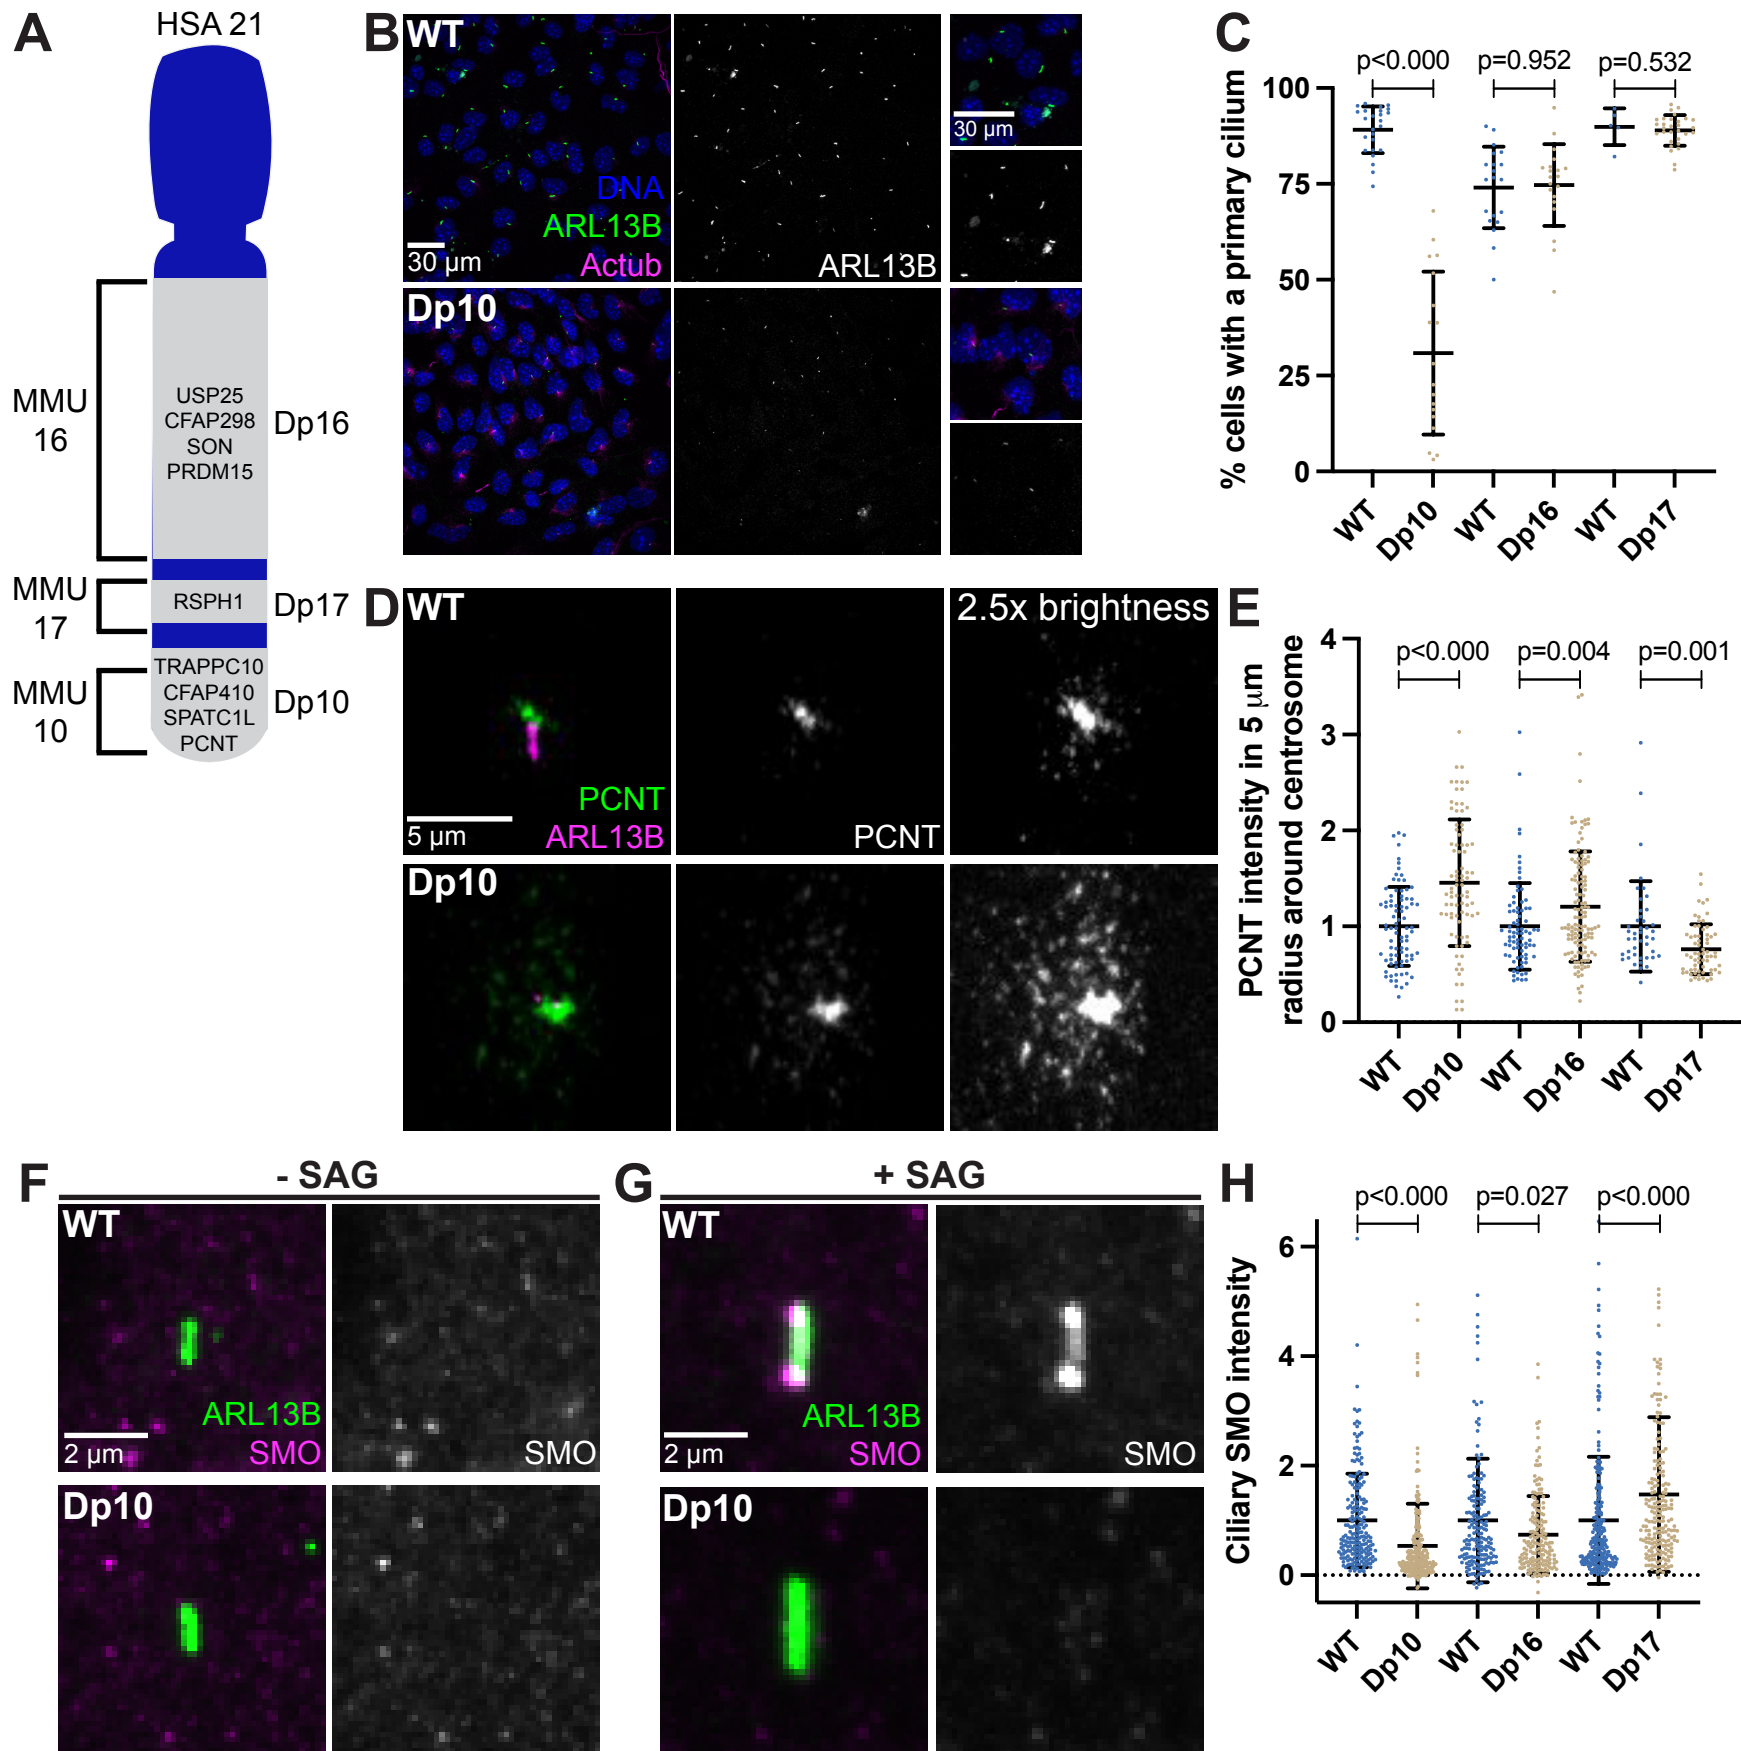 A
HSA 21
MMU
16
USP25
CFAP298
SON
PRDM15
Dp16
MMU
17
RSPH1
Dp17
MMU
10
TRAPPC10
CFAP410
SPATC1L
PCNT
Dp10
B
WT
DNA
ARL13B
Actub
30 µm
ARL13B
30 µm
Dp10
C
% cells with a primary cilium
p<0.000
p=0.952
p=0.532
100
75
50
25
0
WT
Dp10
WT
Dp16
WT
Dp17
D
WT
PCNT
ARL13B
5 µm
PCNT
2.5x brightness
Dp10
E
PCNT intensity in 5 µm
radius around centrosome
p<0.000
p=0.004
p=0.001
4
3
2
1
0
WT
Dp10
WT
Dp16
WT
Dp17
F
- SAG
WT
ARL13B
SMO
2 µm
SMO
Dp10
G
+ SAG
WT
ARL13B
SMO
2 µm
SMO
Dp10
H
Ciliary SMO intensity
p<0.000
p=0.027
p<0.000
6
4
2
0
WT
Dp10
WT
Dp16
WT
Dp17